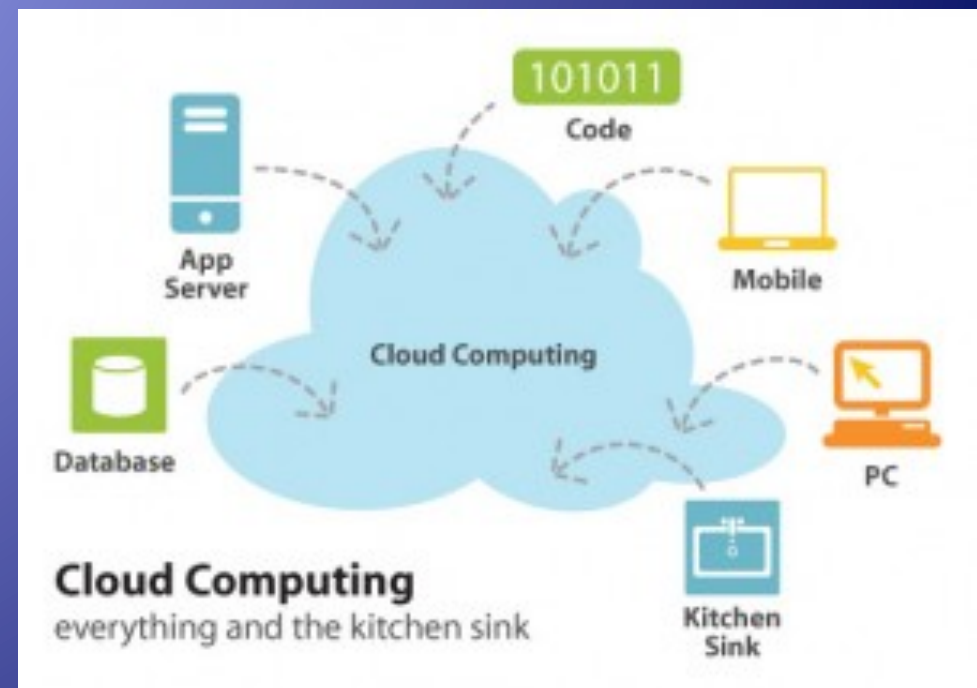 101011
Code
App
Server
Mobile
Cloud Computing
Database
PC
Cloud Computing
everything and the kitchen sink
Kitchen
Sink